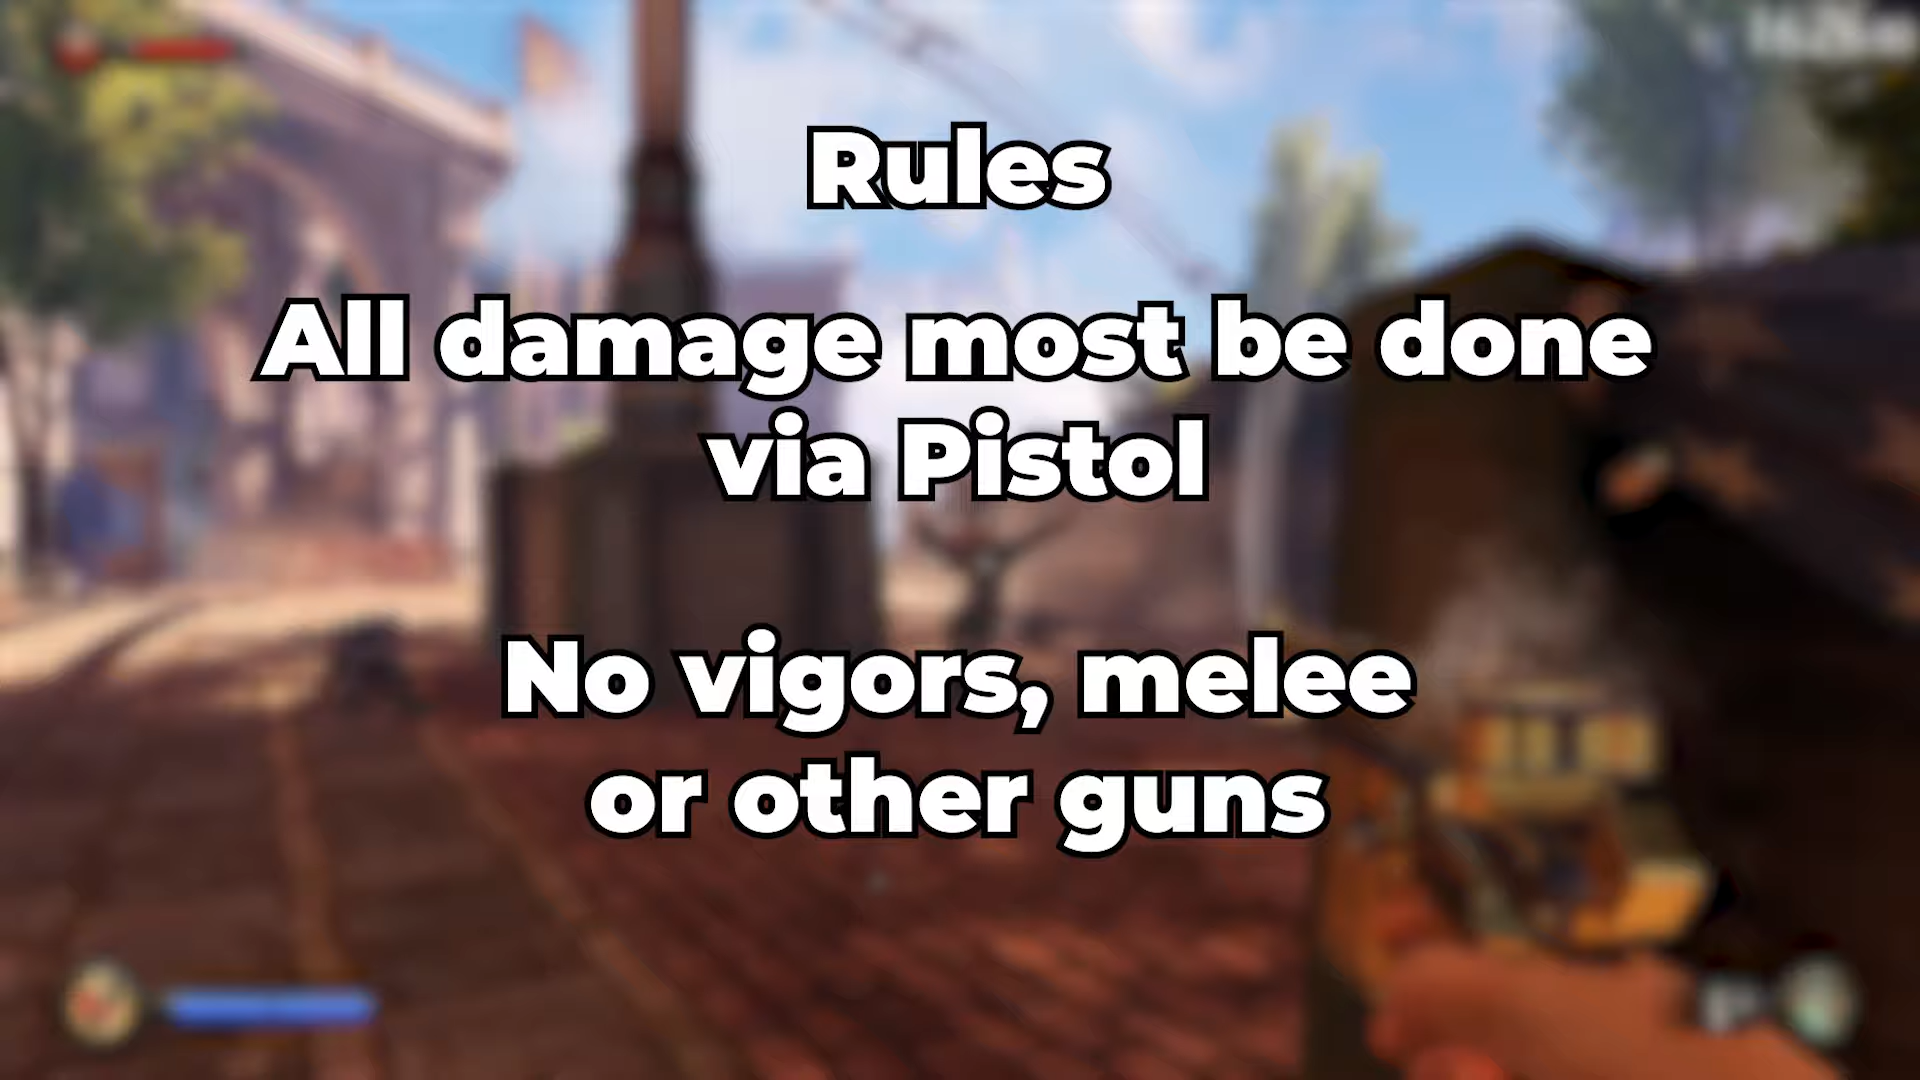 Rules
All damage most be done
via Pistol
No vigors, melee
or other guns